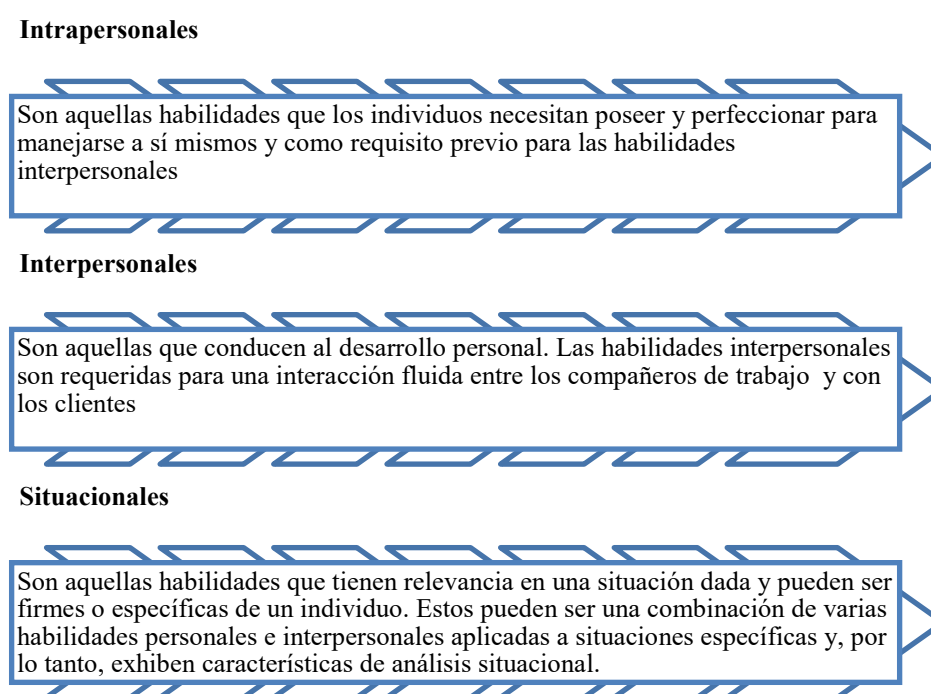 Intrapersonales
Son aquellas habilidades que los individuos necesitan poseer y perfeccionar para
manejarse a sí mismos y como requisito previo para las habilidades
interpersonales
Interpersonales
Son aquellas que conducen al desarrollo personal. Las habilidades interpersonales
son requeridas para una interacción fluida entre los compañeros de trabajo  y con
los clientes
Situacionales
Son aquellas habilidades que tienen relevancia en una situación dada y pueden ser
firmes o específicas de un individuo. Estos pueden ser una combinación de varias
habilidades personales e interpersonales aplicadas a situaciones específicas y, por
lo tanto, exhiben características de análisis situacional.